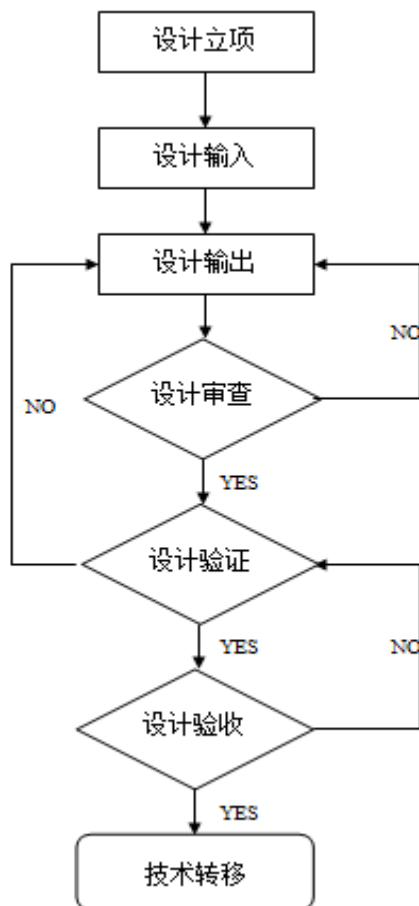 设计立项
设计输入
设计输出
NO
设计审查
NO
YES
设计验证
YES
NO
设计验收
YES
技术转移